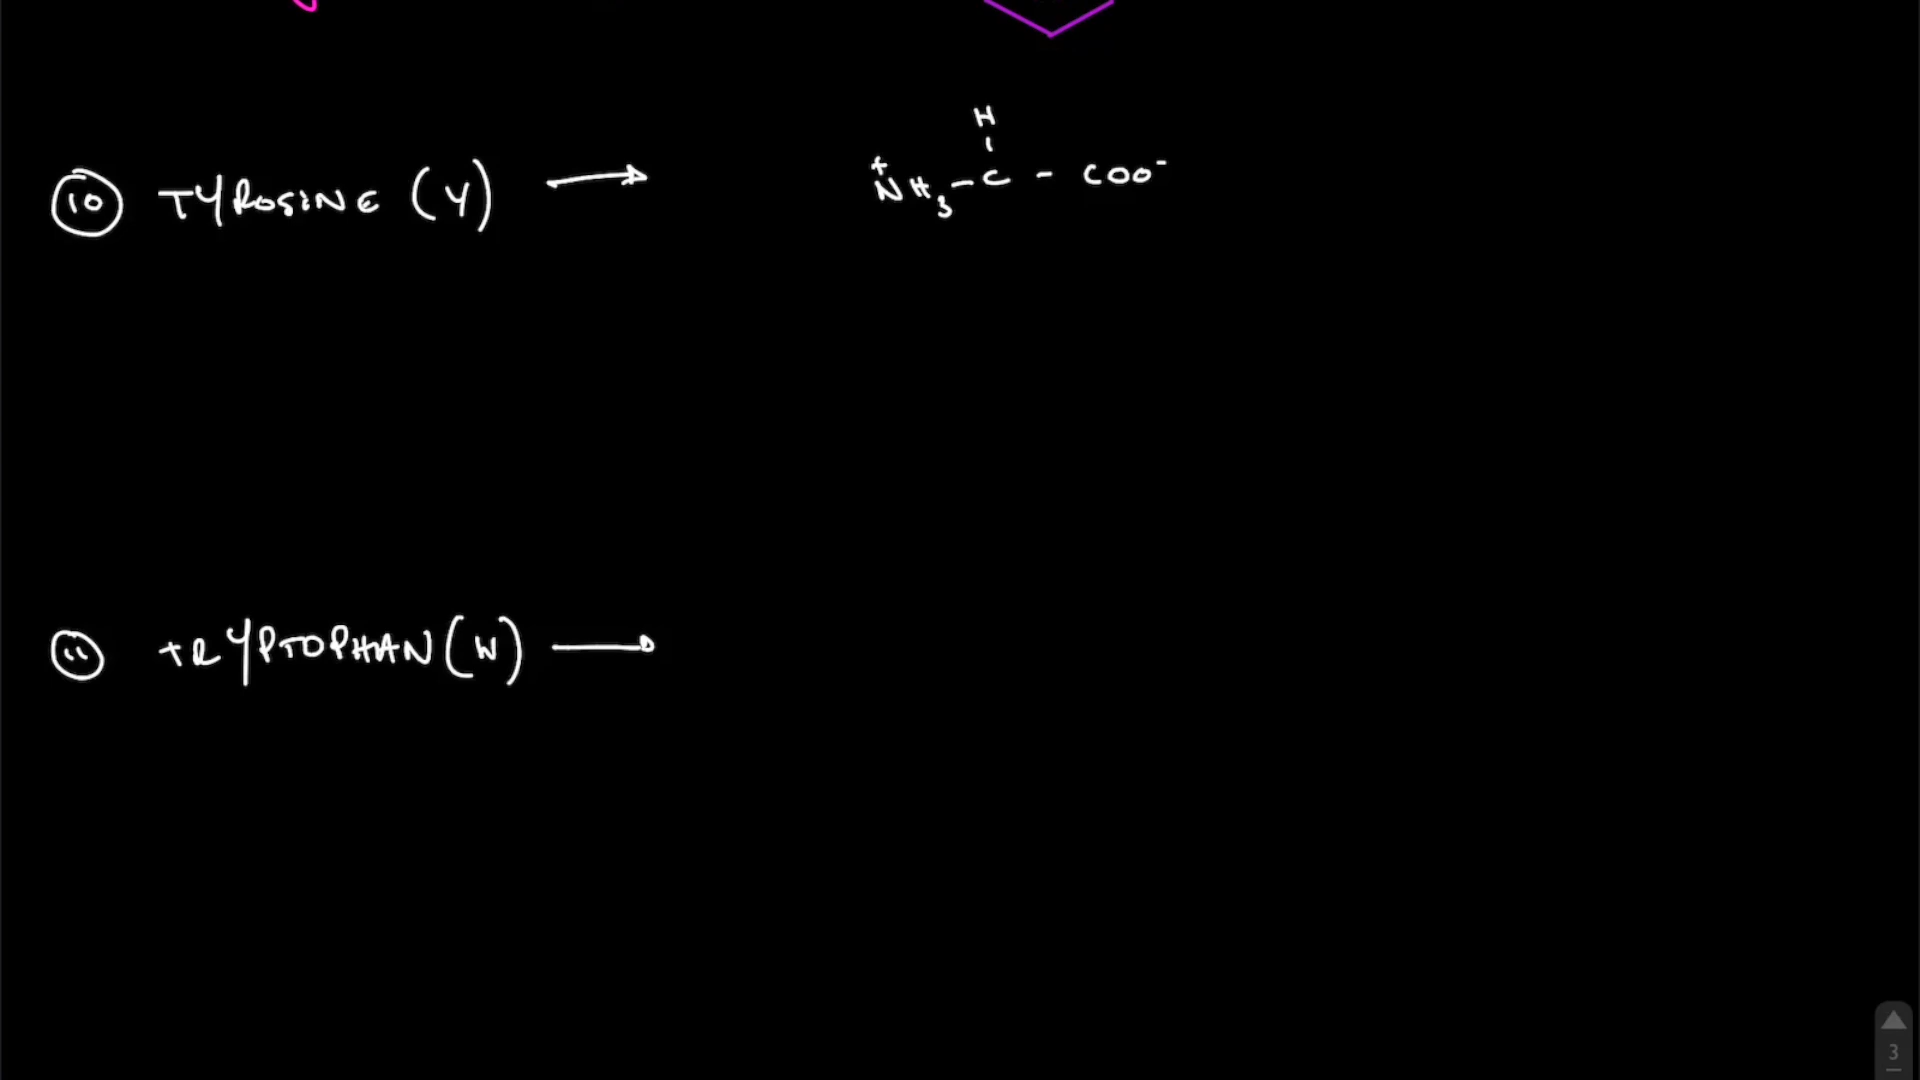 H
10 TYROSINE (Y) → +NH3 - C - COO-
11 TRYPTOPHAN (W) →
3